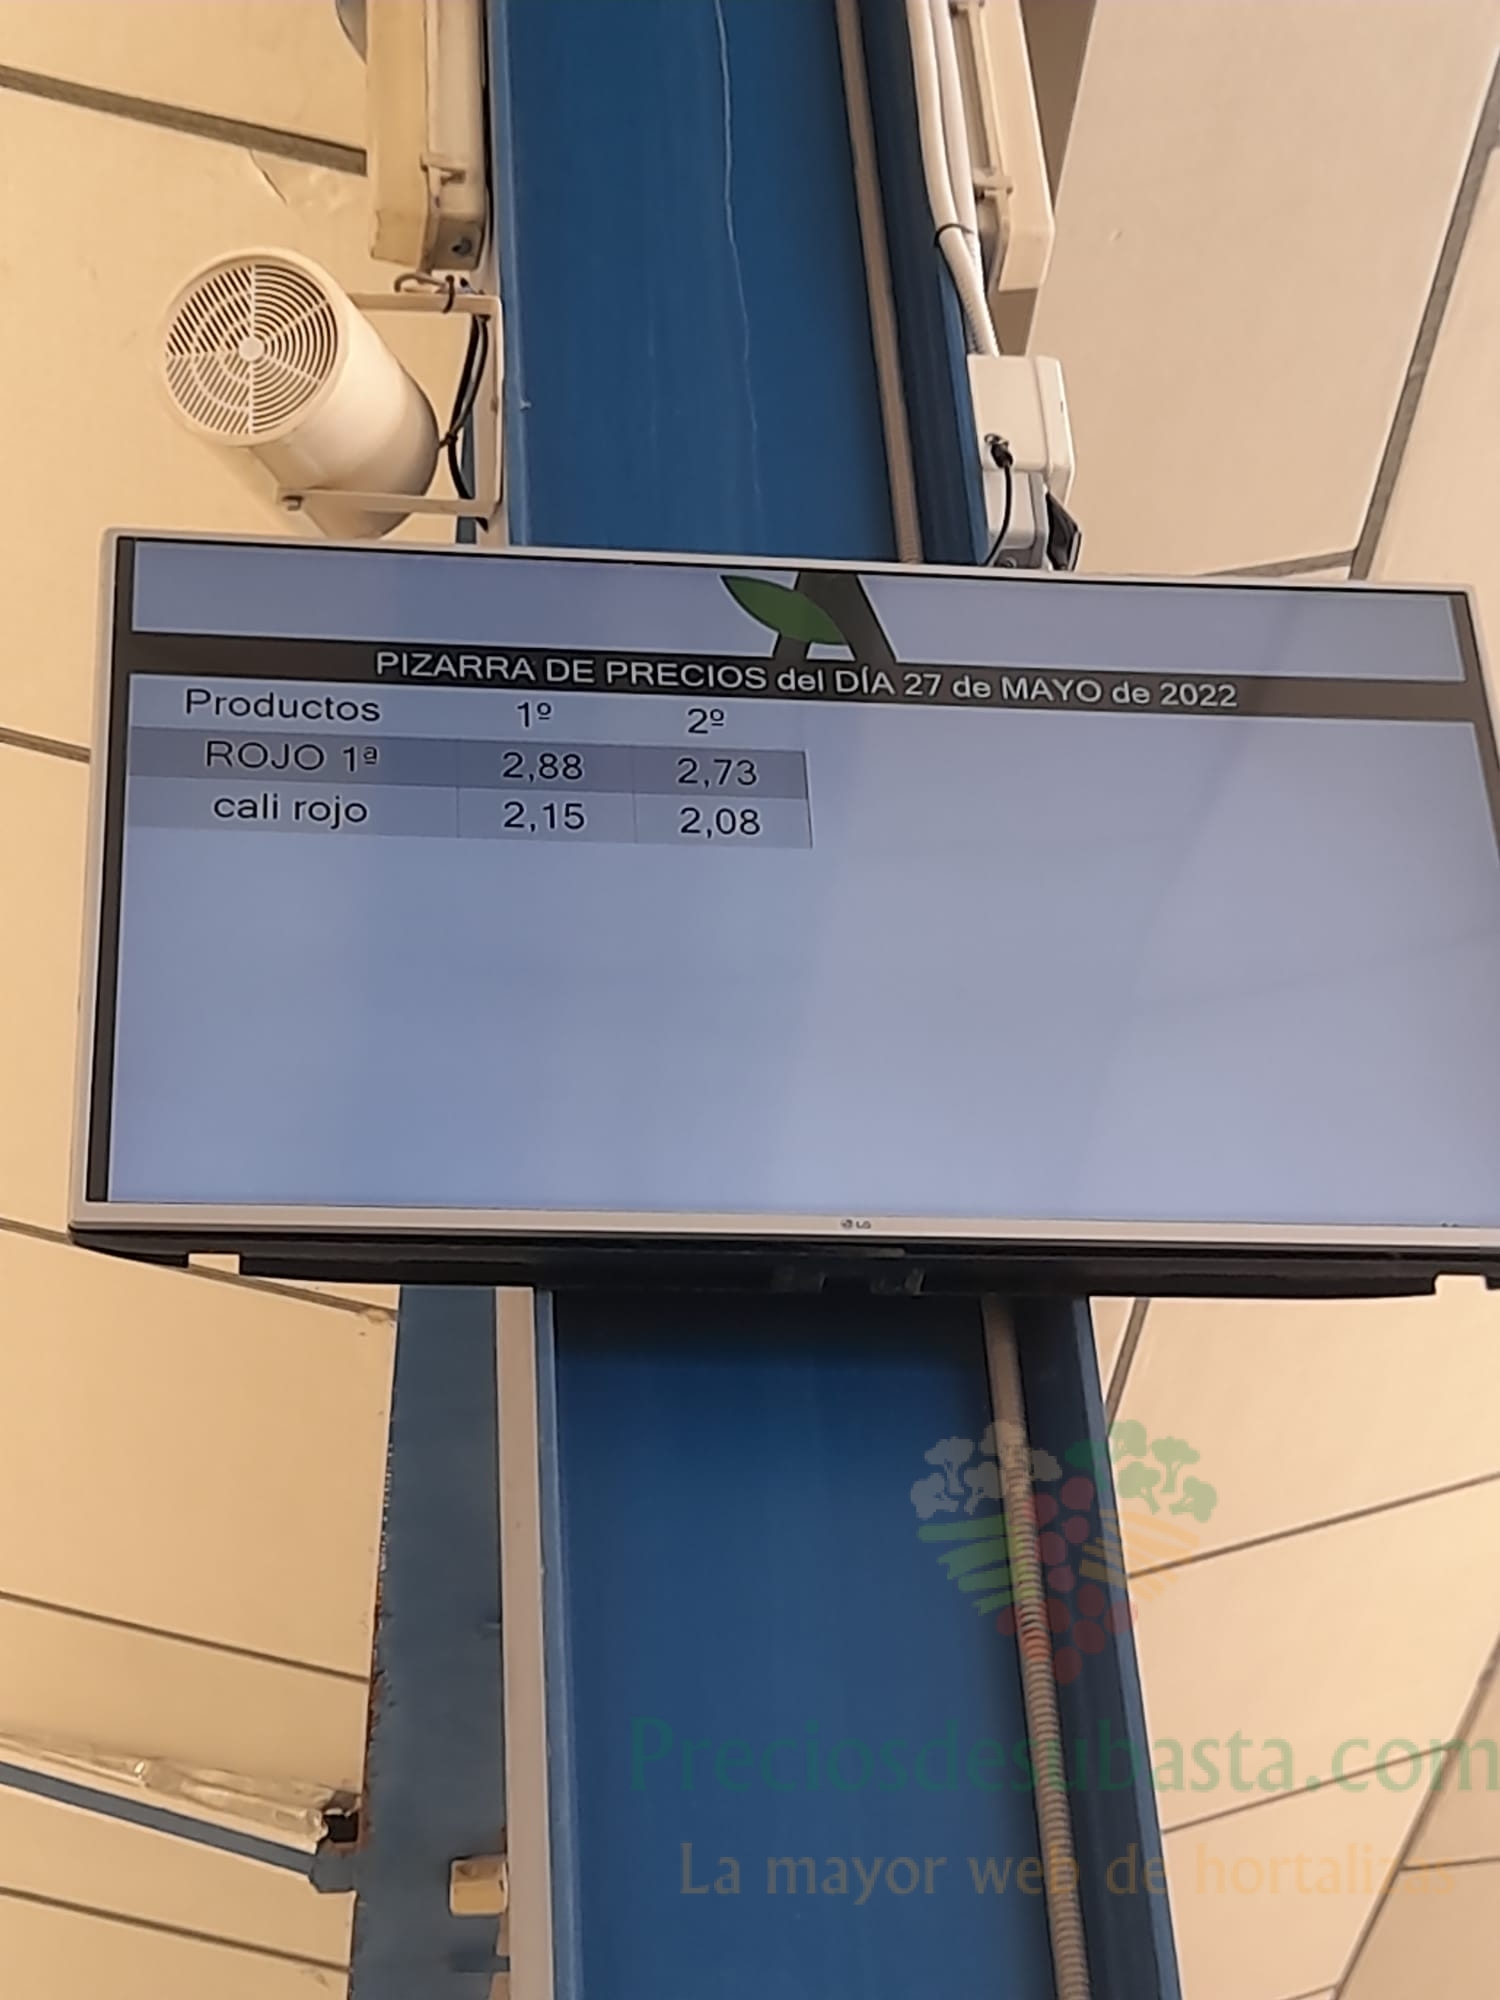 PIZARRA DE PRECIOS del DÍA 27 de MAYO de 2022
Productos 1º 2º
ROJO 1ª 2,88 2,73
cali rojo 2,15 2,08
LG
Preciosdesubasta.com
La mayor web de hortalizas